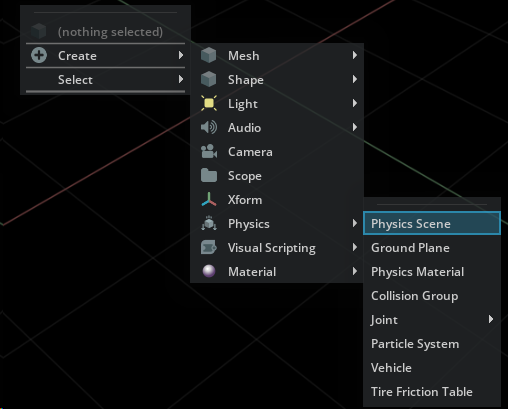 (nothing selected)
Create
Select
Mesh
Shape
Light
Audio
Camera
Scope
Xform
Physics
Visual Scripting
Material
Physics Scene
Ground Plane
Physics Material
Collision Group
Joint
Particle System
Vehicle
Tire Friction Table